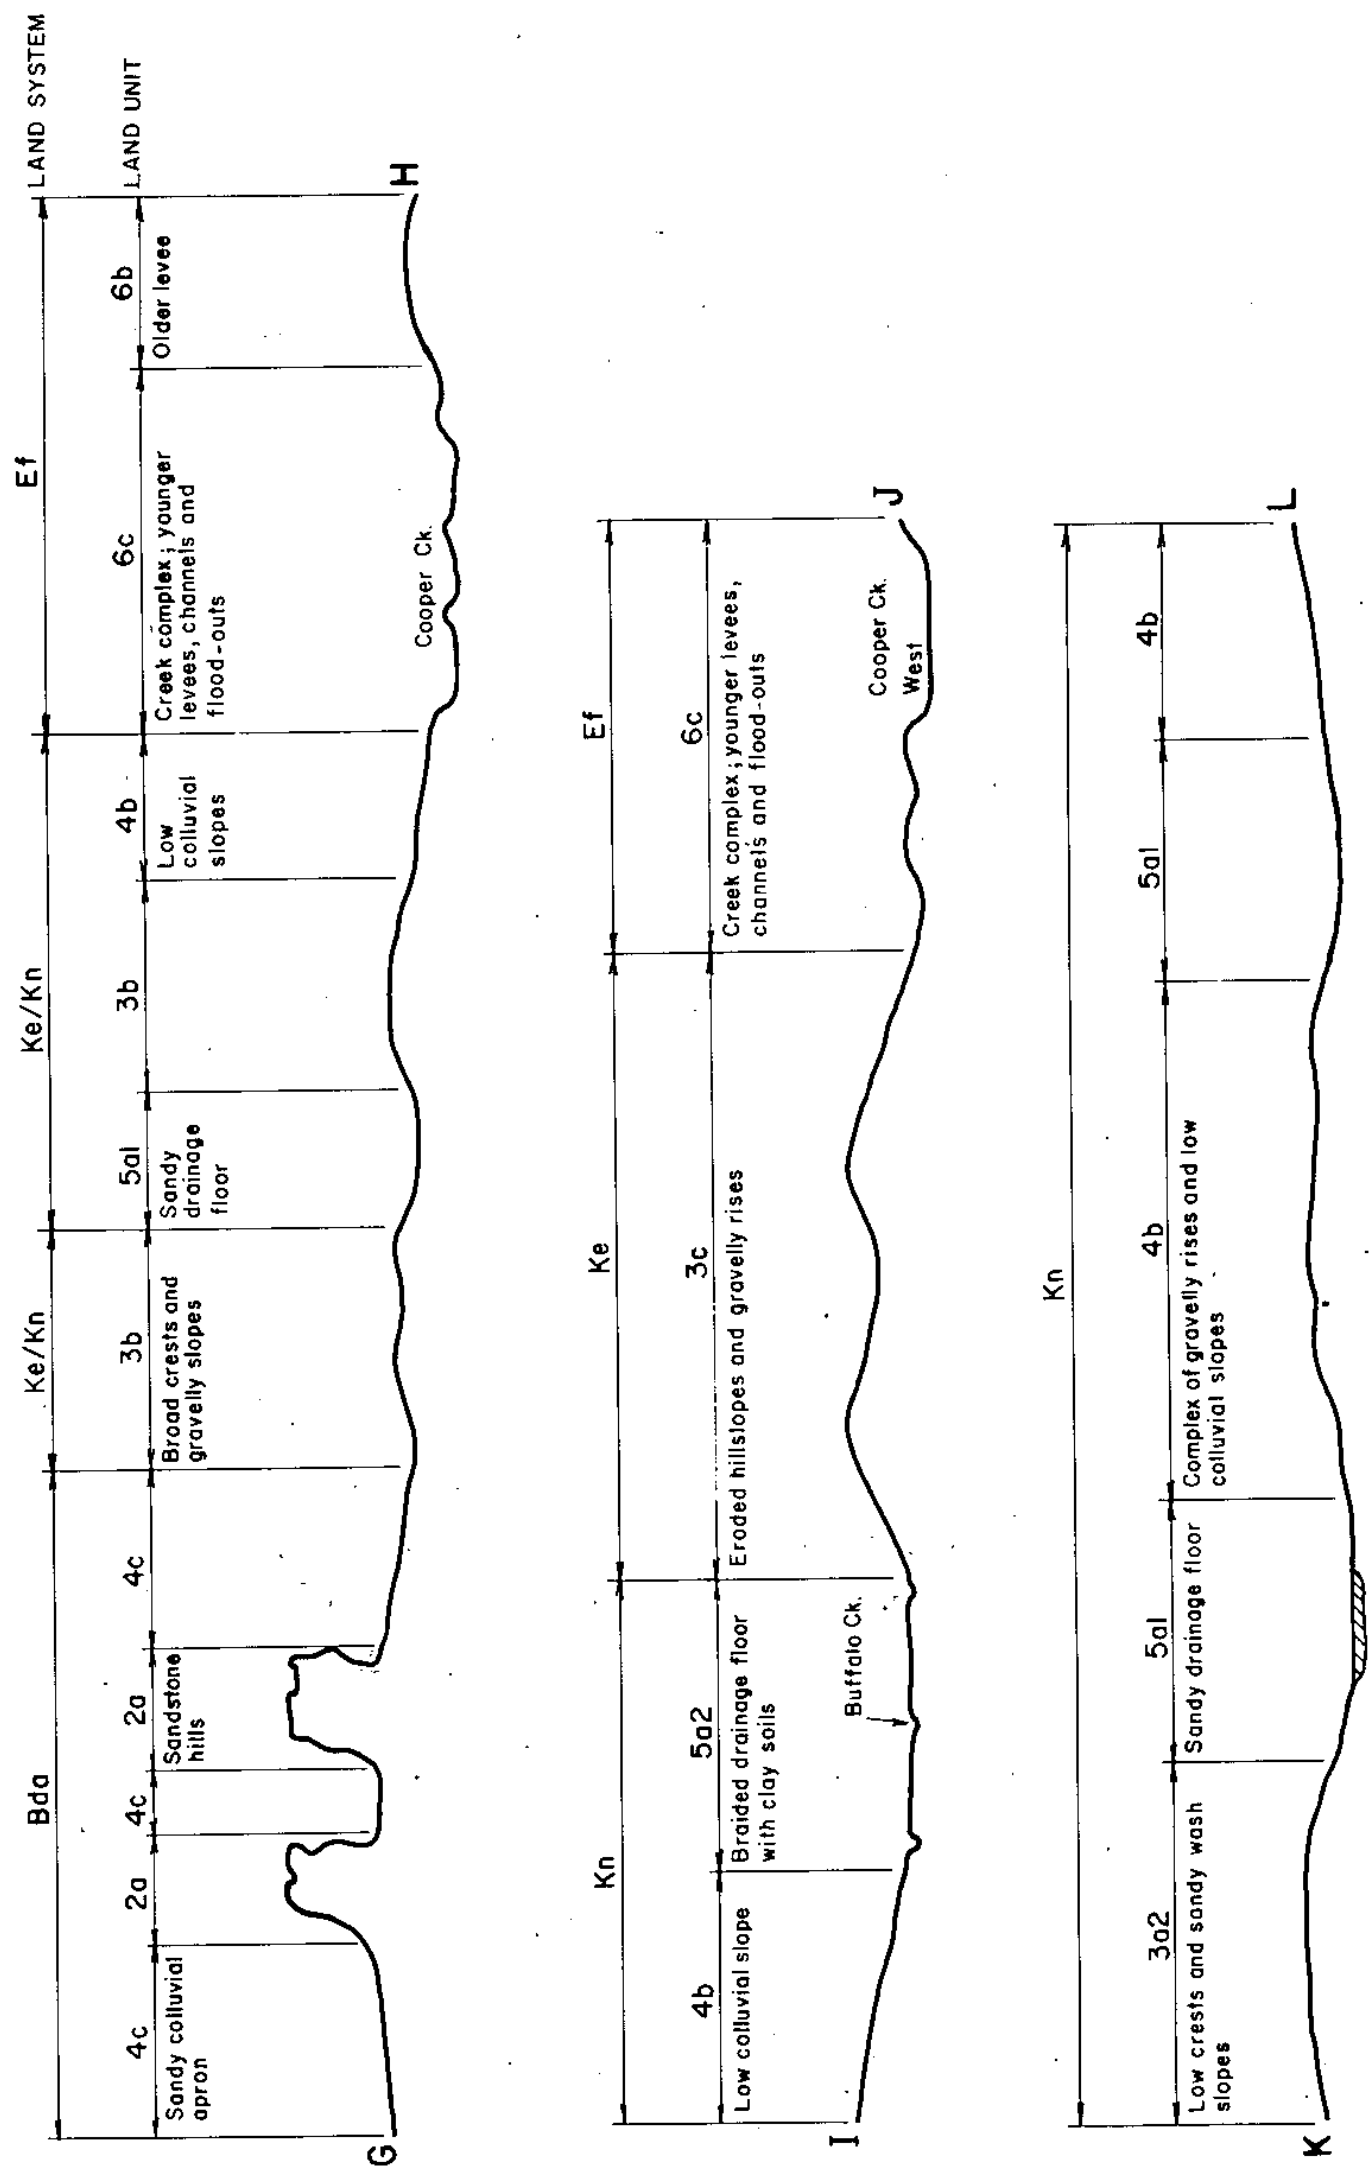 LAND SYSTEM
Bda
Ke/Kn
Ke/Kn
Ef
LAND UNIT
4c
2a
4c
2a
4c
3b
5a1
3b
4b
6c
6b
Sandy colluvial
apron
Sandstone
hills
Broad crests and
gravelly slopes
Sandy
drainage
floor
Low
colluvial
slopes
Creek complex; younger
levees, channels and
flood-outs
Older levee
Cooper Ck.
G
H
Kn
Ke
Ef
4b
5a2
3c
6c
Low colluvial slope
Braided drainage floor
with clay soils
Eroded hillslopes and gravelly rises
Creek complex; younger levees,
channels and flood-outs
Buffalo Ck.
Cooper Ck.
West
I
J
Kn
3a2
5a1
4b
5a1
4b
Low crests and sandy wash
slopes
Sandy drainage floor
Complex of gravelly rises and low
colluvial slopes
K
L